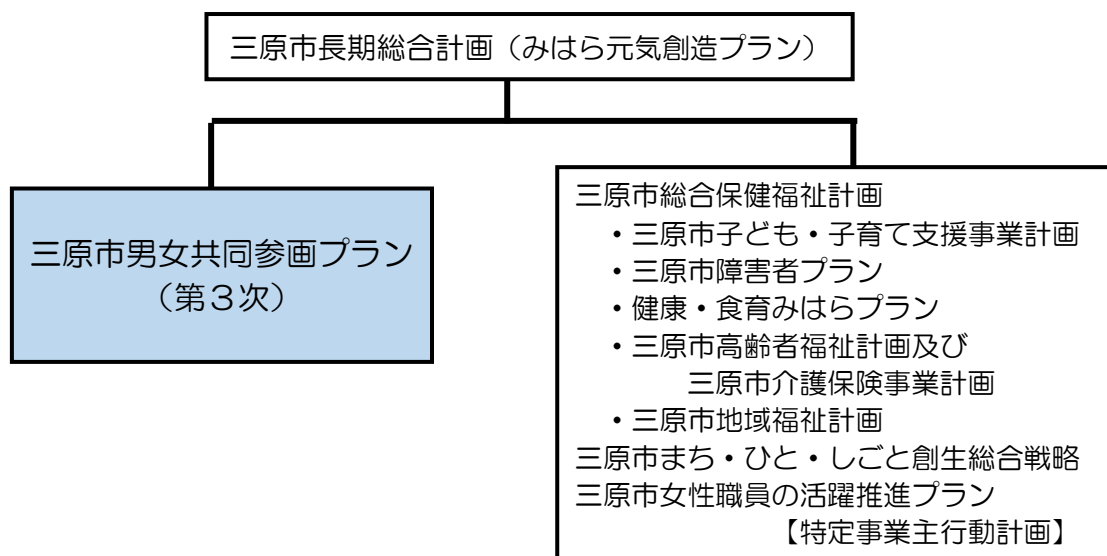 三原市長期総合計画（みはら元気創造プラン）
三原市男女共同参画プラン
（第３次）
三原市総合保健福祉計画
・三原市子ども・子育て支援事業計画
・三原市障害者プラン
・健康・食育みはらプラン
・三原市高齢者福祉計画及び
三原市介護保険事業計画
・三原市地域福祉計画
三原市まち・ひと・しごと創生総合戦略
三原市女性職員の活躍推進プラン
【特定事業主行動計画】